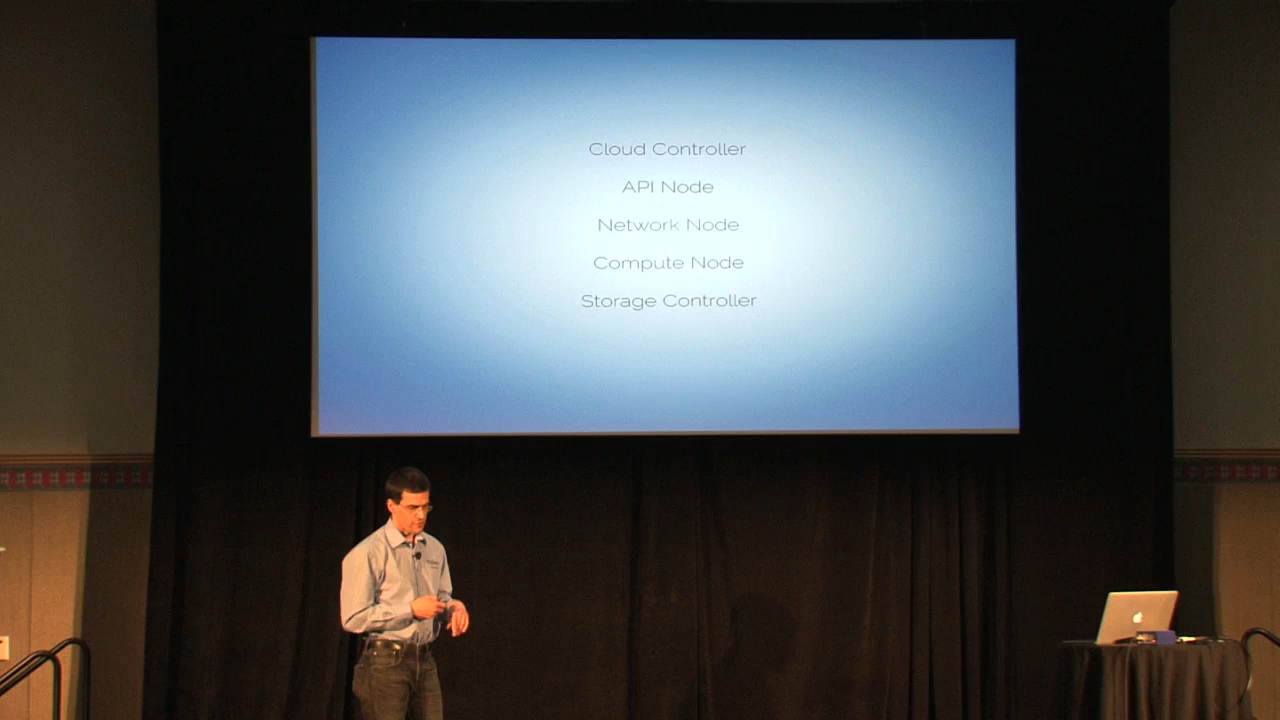 Cloud Controller
API Node
Network Node
Compute Node
Storage Controller